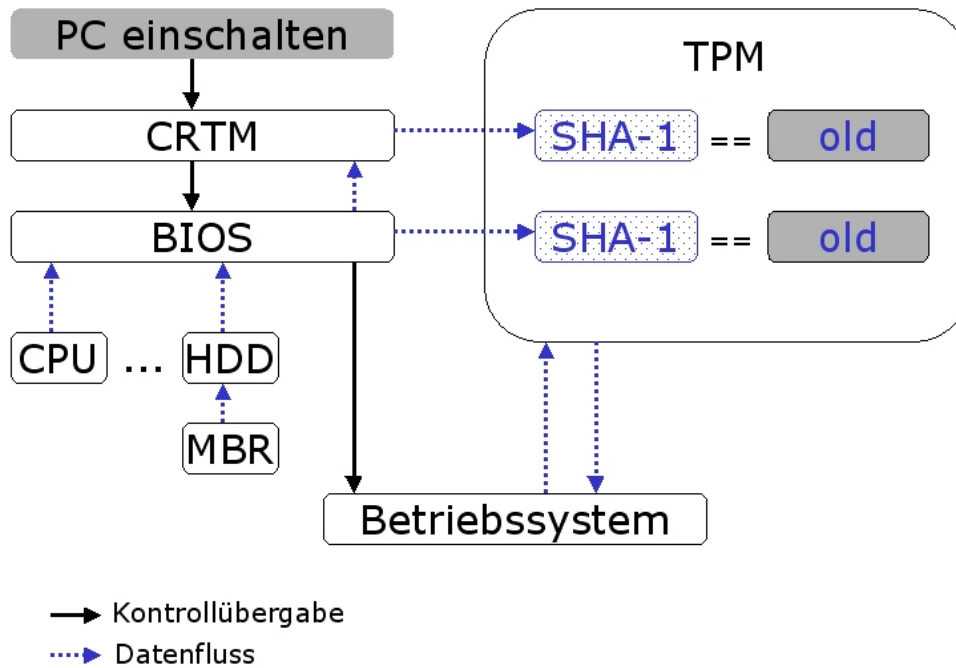 PC einschalten
TPM
CRTM
SHA-1 == old
BIOS
SHA-1 == old
CPU ... HDD
MBR
Betriebssystem
Kontrollübergabe
Datenfluss